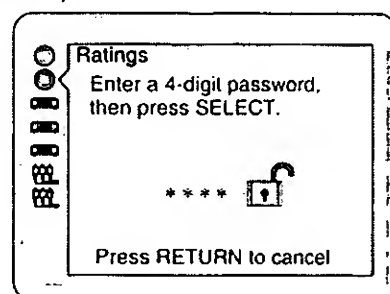 Ratings
Enter a 4-digit password,
then press SELECT.
* * * *
Press RETURN to cancel